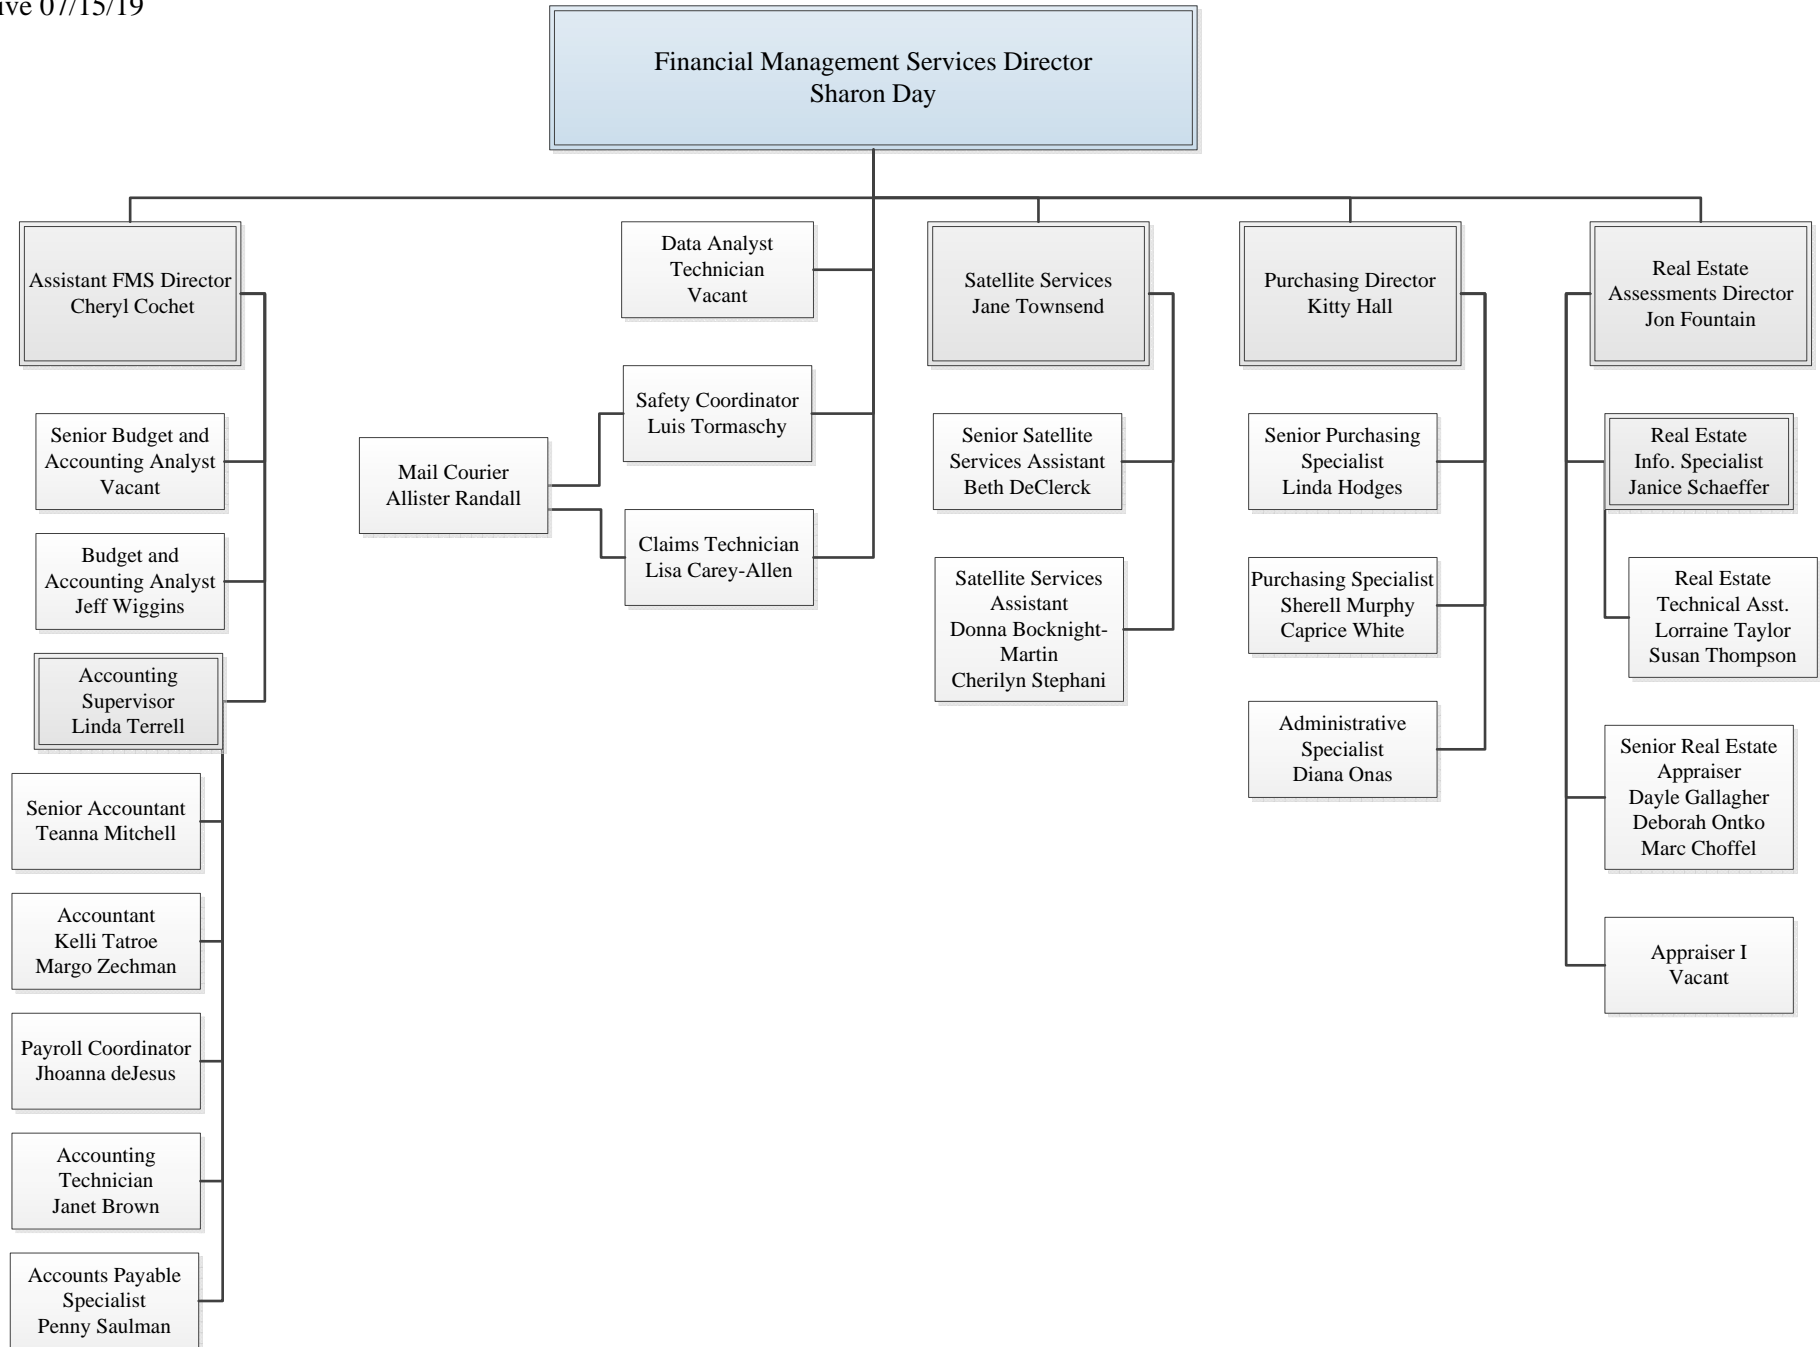 07/15/19
Financial Management Services Director
Sharon Day
Assistant FMS Director
Cheryl Cochet
Senior Budget and
Accounting Analyst
Vacant
Budget and
Accounting Analyst
Jeff Wiggins
Accounting
Supervisor
Linda Terrell
Senior Accountant
Teanna Mitchell
Accountant
Kelli Tatroe
Margo Zechman
Payroll Coordinator
Jhoanna deJesus
Accounting
Technician
Janet Brown
Accounts Payable
Specialist
Penny Saulman
Data Analyst
Technician
Vacant
Safety Coordinator
Luis Tormaschy
Mail Courier
Allister Randall
Claims Technician
Lisa Carey-Allen
Satellite Services
Jane Townsend
Senior Satellite
Services Assistant
Beth DeClerck
Satellite Services
Assistant
Donna Bocknight-
Martin
Cherilyn Stephani
Purchasing Director
Kitty Hall
Senior Purchasing
Specialist
Linda Hodges
Purchasing Specialist
Sherell Murphy
Caprice White
Administrative
Specialist
Diana Onas
Real Estate
Assessments Director
Jon Fountain
Real Estate
Info. Specialist
Janice Schaeffer
Real Estate
Technical Asst.
Lorraine Taylor
Susan Thompson
Senior Real Estate
Appraiser
Dayle Gallagher
Deborah Ontko
Marc Choffel
Appraiser I
Vacant